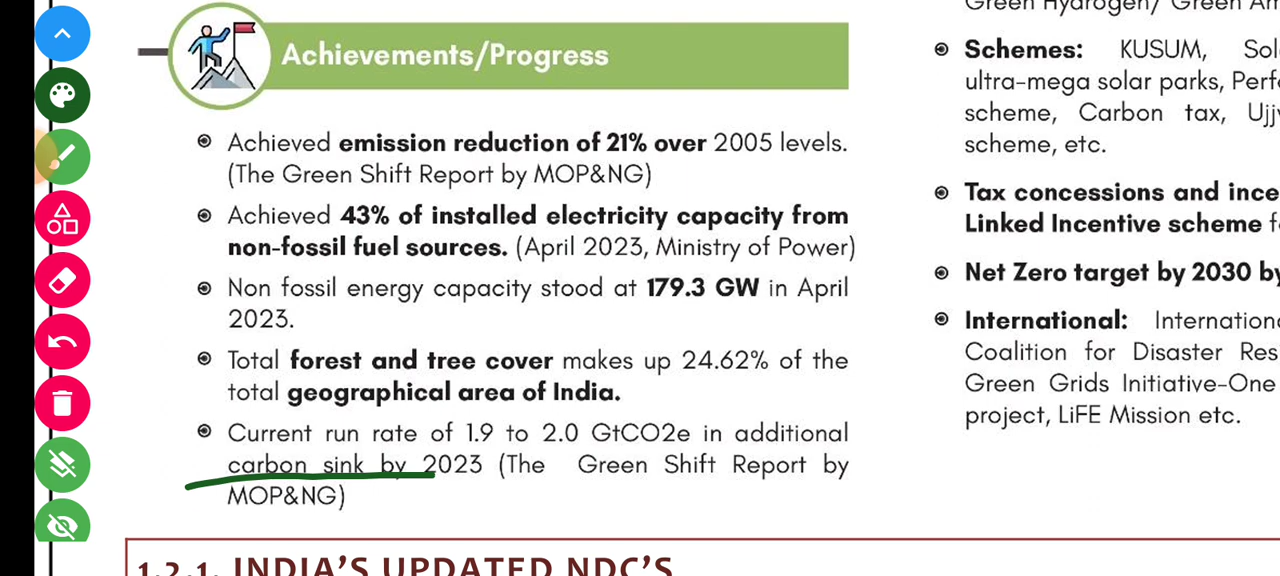 Achievements/Progress
Achieved emission reduction of 21% over 2005 levels.
(The Green Shift Report by MOP&NG)
Achieved 43% of installed electricity capacity from
non-fossil fuel sources. (April 2023, Ministry of Power)
Non fossil energy capacity stood at 179.3 GW in April
2023.
Total forest and tree cover makes up 24.62% of the
total geographical area of India.
Current run rate of 1.9 to 2.0 GtCO2e in additional
carbon sink by 2023 (The Green Shift Report by
MOP&NG)
Green Hydrogen/ Green
Schemes: KUSUM,
ultra-mega solar parks,
scheme, Carbon tax,
scheme, etc.
Tax concessions and
Linked Incentive scheme
Net Zero target by 2030
International:
Coalition for Disaster
Green Grids Initiative-One
project, LiFE Mission etc.
1.2.1. INDIA'S UPDATED NDC'S